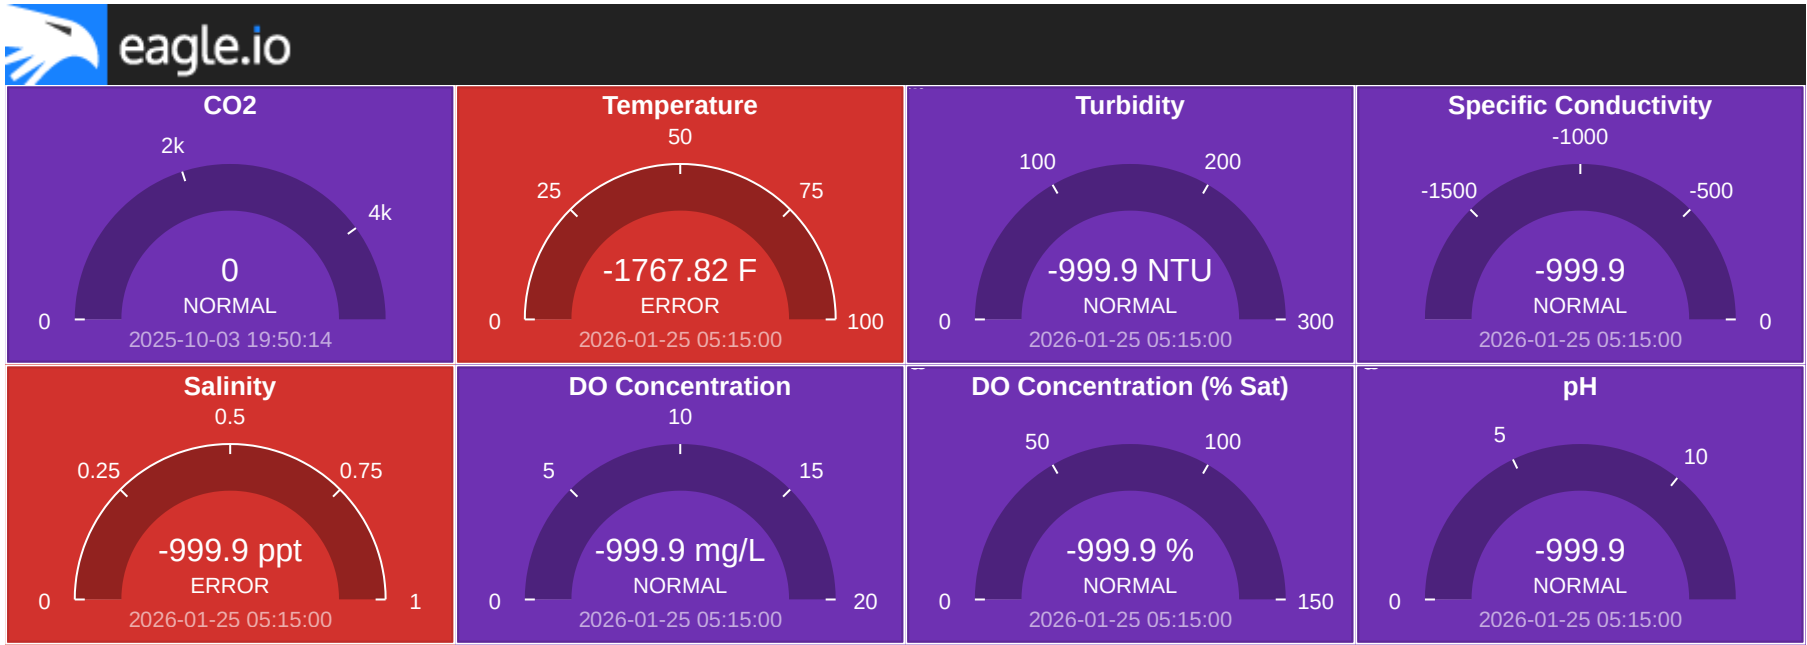 eagle.io
CO2
2k
4k
0
NORMAL
0
2025-10-03 19:50:14
Temperature
50
25
75
-1767.82 F
ERROR
0
100
2026-01-25 05:15:00
Turbidity
100
200
-999.9 NTU
NORMAL
0
300
2026-01-25 05:15:00
Specific Conductivity
-1000
-1500
-500
-999.9
NORMAL
0
2026-01-25 05:15:00
Salinity
0.5
0.25
0.75
-999.9 ppt
ERROR
0
1
2026-01-25 05:15:00
DO Concentration
10
5
15
-999.9 mg/L
NORMAL
0
20
2026-01-25 05:15:00
DO Concentration (% Sat)
50
100
-999.9 %
NORMAL
0
150
2026-01-25 05:15:00
pH
5
10
-999.9
NORMAL
0
2026-01-25 05:15:00